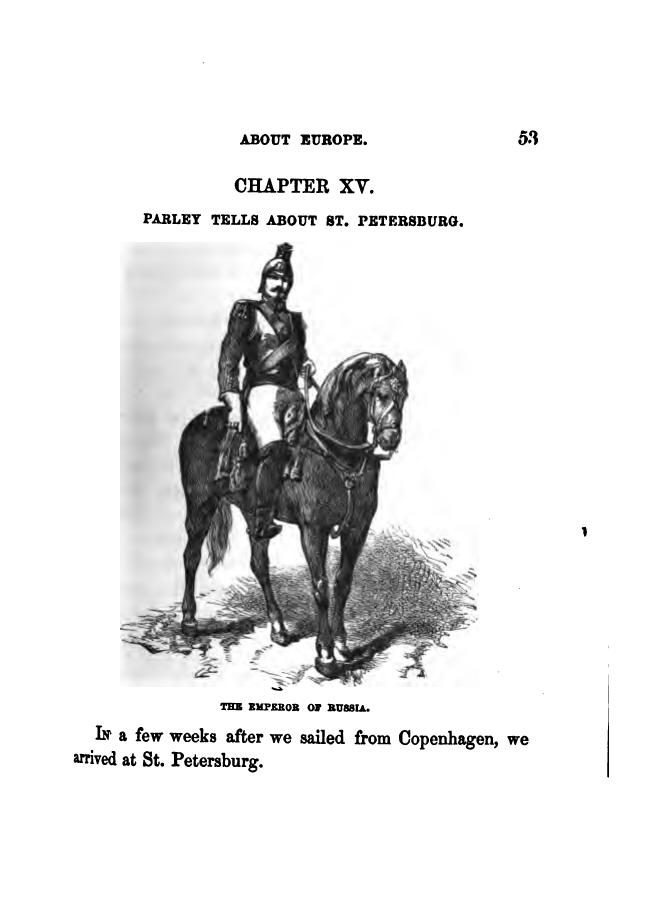 ABOUT EUROPE. 53
CHAPTER XV.
PARLEY TELLS ABOUT ST. PETERSBURG.
THE EMPEROR OF RUSSIA.
IN a few weeks after we sailed from Copenhagen, we
arrived at St. Petersburg.